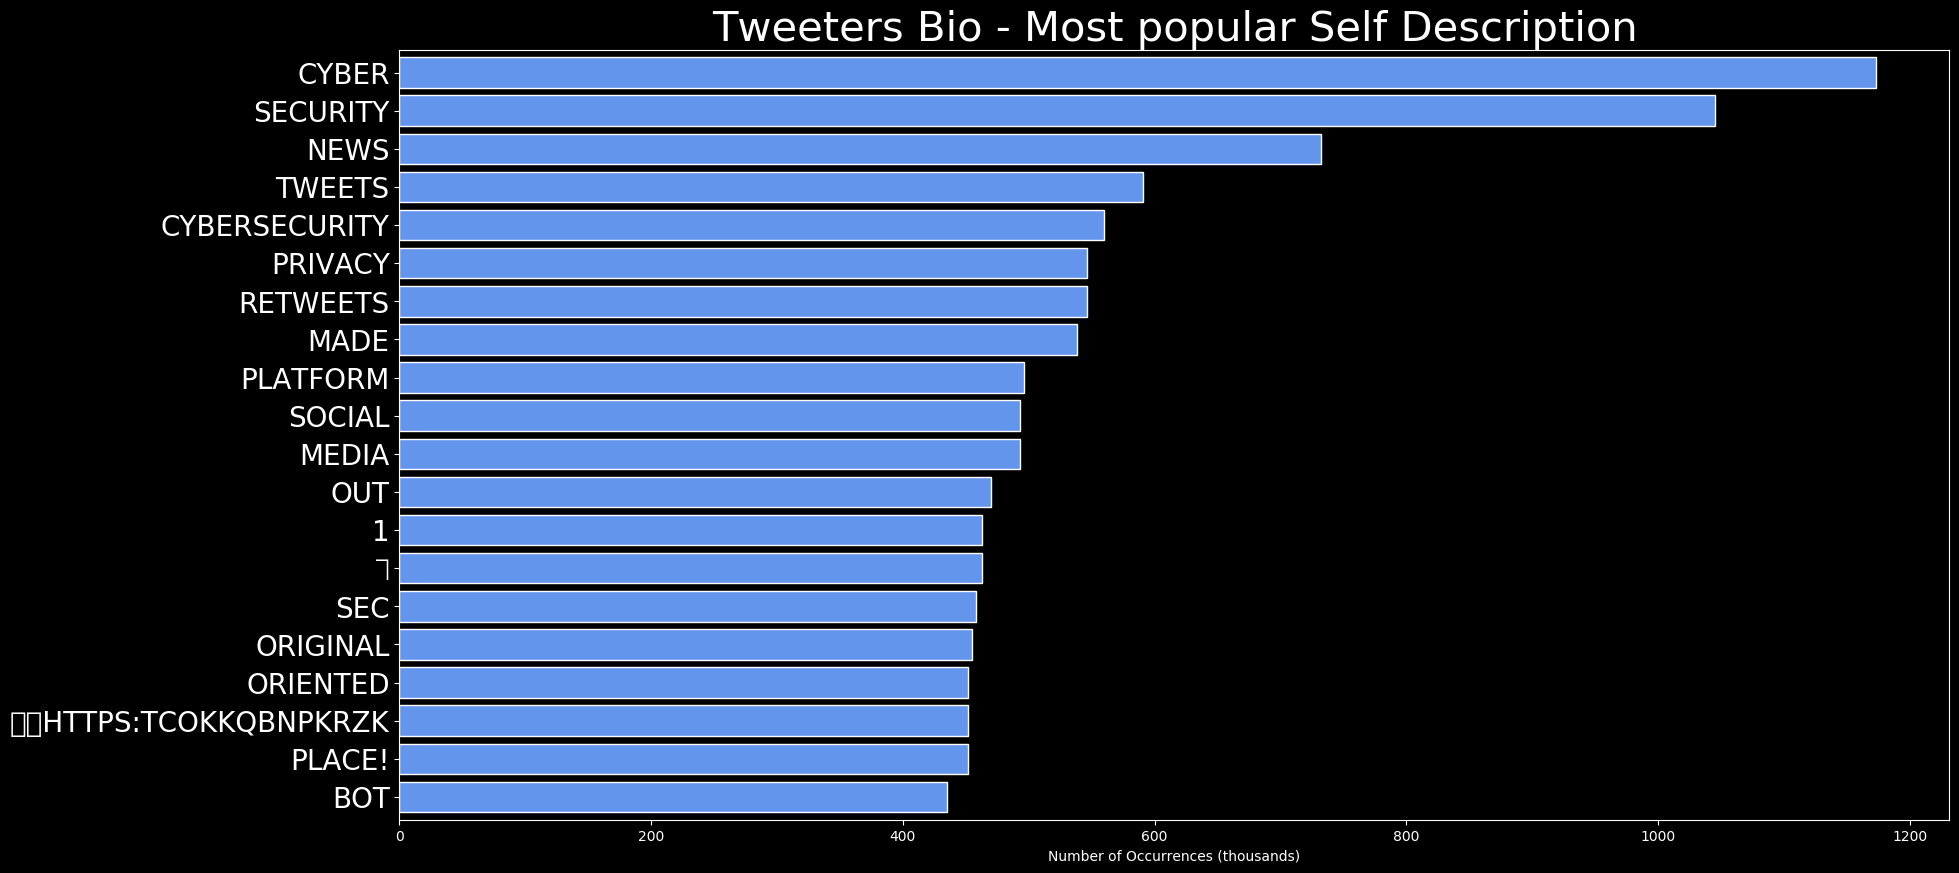 Tweeters Bio - Most popular Self Description
CYBER
SECURITY
NEWS
TWEETS
CYBERSECURITY
PRIVACY
RETWEETS
MADE
PLATFORM
SOCIAL
MEDIA
OUT
1
SEC
ORIGINAL
ORIENTED
HTTPS:TCOKKQBNPKRZK
PLACE!
BOT
0 200 400 600 800 1000 1200
Number of Occurrences (thousands)